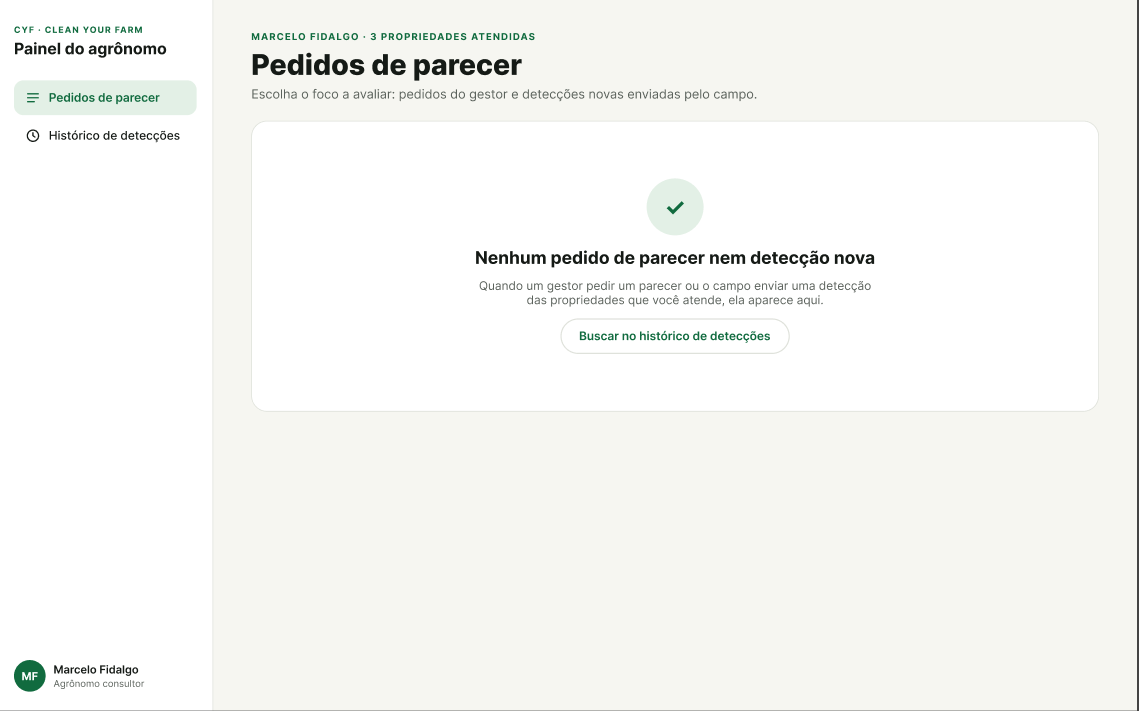 CYF · CLEAN YOUR FARM
Painel do agrônomo
Pedidos de parecer
Histórico de detecções
MARCELO FIDALGO · 3 PROPRIEDADES ATENDIDAS
Pedidos de parecer
Escolha o foco a avaliar: pedidos do gestor e detecções novas enviadas pelo campo.
Nenhum pedido de parecer nem detecção nova
Quando um gestor pedir um parecer ou o campo enviar uma detecção
das propriedades que você atende, ela aparece aqui.
Buscar no histórico de detecções
MF
Marcelo Fidalgo
Agrônomo consultor